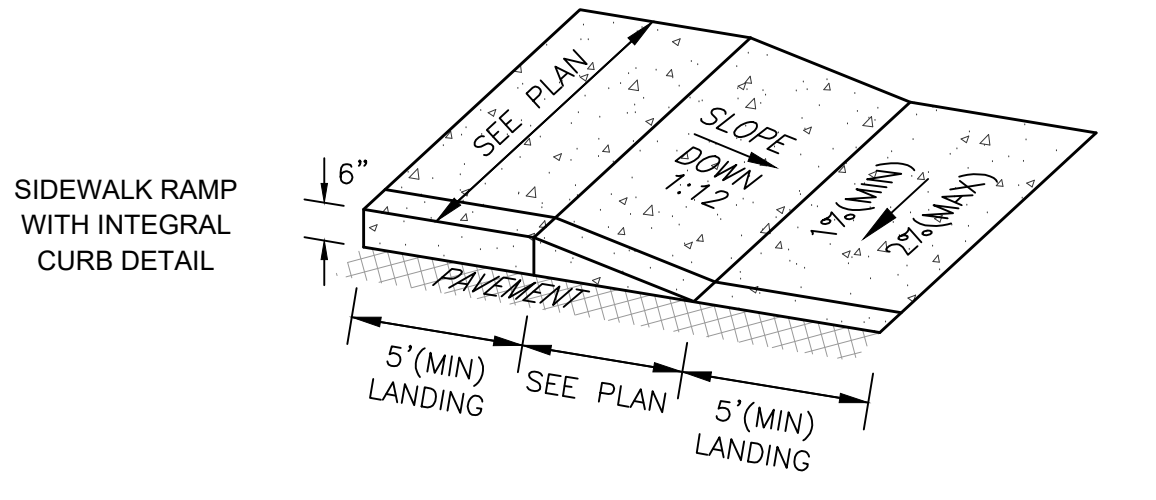 SIDEWALK RAMP
WITH INTEGRAL
CURB DETAIL
6"
SEE PLAN
SLOPE
DOWN
1:12
1%(MIN)
2%(MAX)
PAVEMENT
5'(MIN)
LANDING
SEE PLAN
5'(MIN)
LANDING